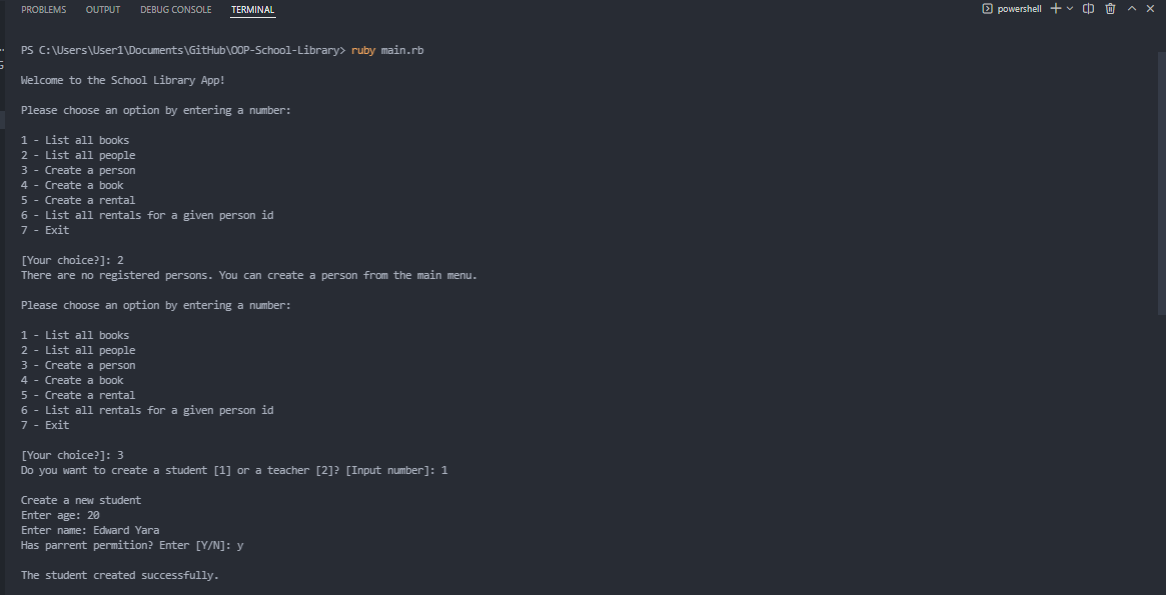 PROBLEMS OUTPUT DEBUG CONSOLE TERMINAL powershell
PS C:\Users\User1\Documents\GitHub\OOP-School-Library> ruby main.rb
Welcome to the School Library App!
Please choose an option by entering a number:
1 - List all books
2 - List all people
3 - Create a person
4 - Create a book
5 - Create a rental
6 - List all rentals for a given person id
7 - Exit
[Your choice?]: 2
There are no registered persons. You can create a person from the main menu.
Please choose an option by entering a number:
1 - List all books
2 - List all people
3 - Create a person
4 - Create a book
5 - Create a rental
6 - List all rentals for a given person id
7 - Exit
[Your choice?]: 3
Do you want to create a student [1] or a teacher [2]? [Input number]: 1
Create a new student
Enter age: 20
Enter name: Edward Yara
Has parrent permition? Enter [Y/N]: y
The student created successfully.